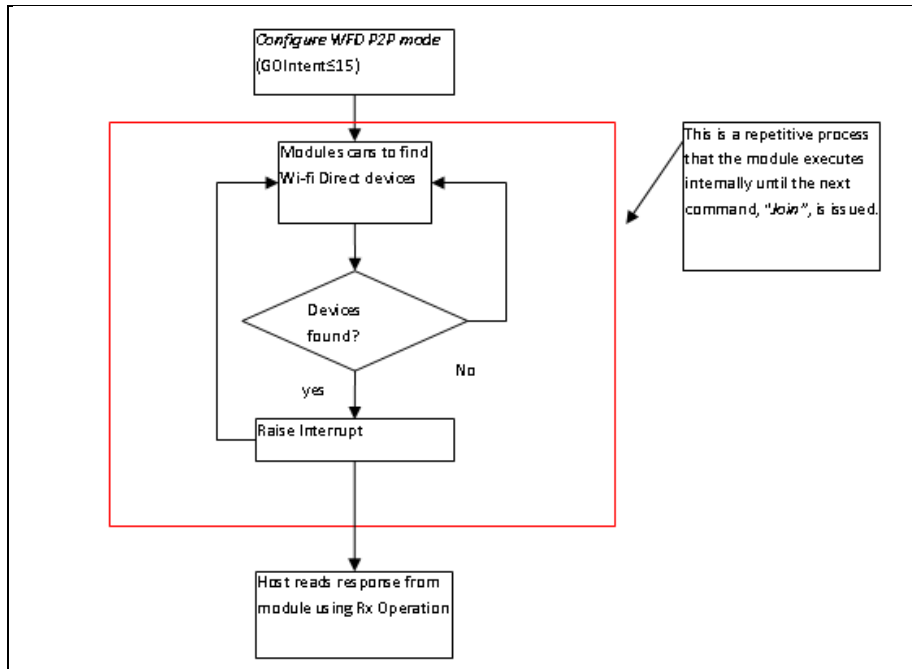 Configure WFD P2P mode
(GOIntent≤15)
Modules cans to find
Wi-fi Direct devices
This is a repetitive process
that the module executes
internally until the next
command, "Join", is issued.
Devices
found?
No
yes
Raise Interrupt
Host reads response from
module using Rx Operation